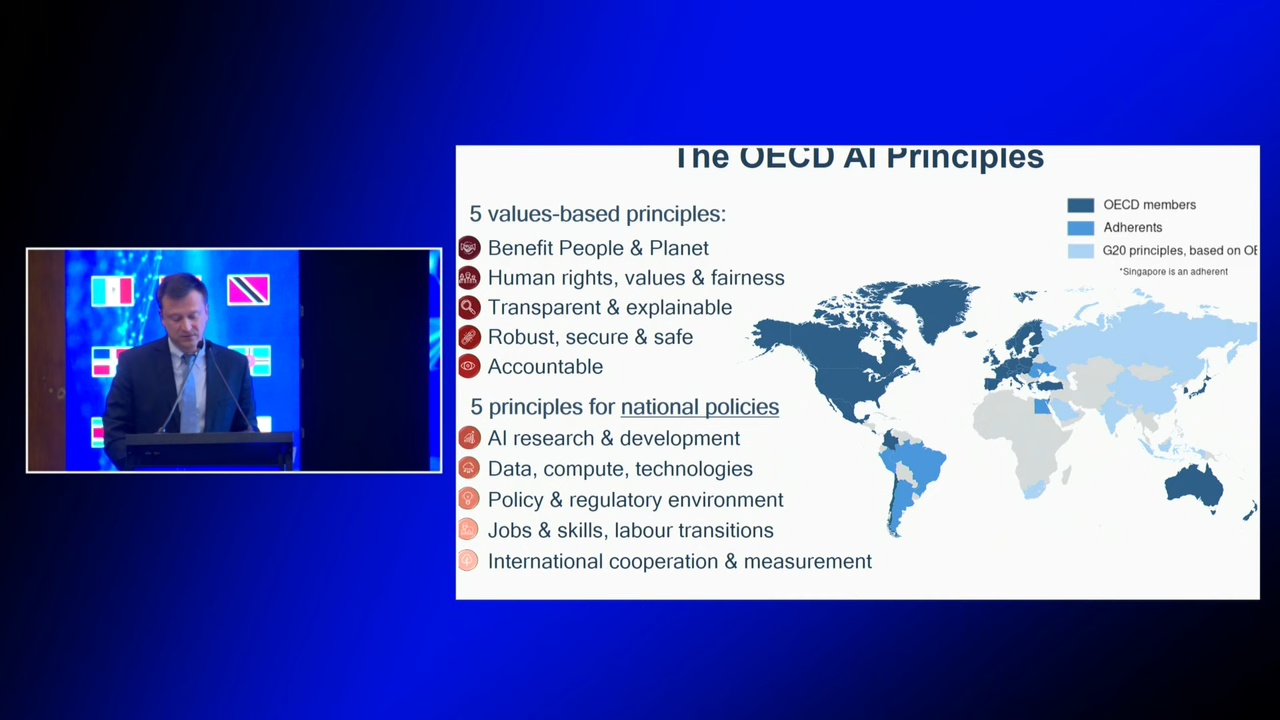 The OECD AI Principles
5 values-based principles:
Benefit People & Planet
Human rights, values & fairness
Transparent & explainable
Robust, secure & safe
Accountable
5 principles for national policies
AI research & development
Data, compute, technologies
Policy & regulatory environment
Jobs & skills, labour transitions
International cooperation & measurement
OECD members
Adherents
G20 principles, based on OE
*Singapore is an adherent